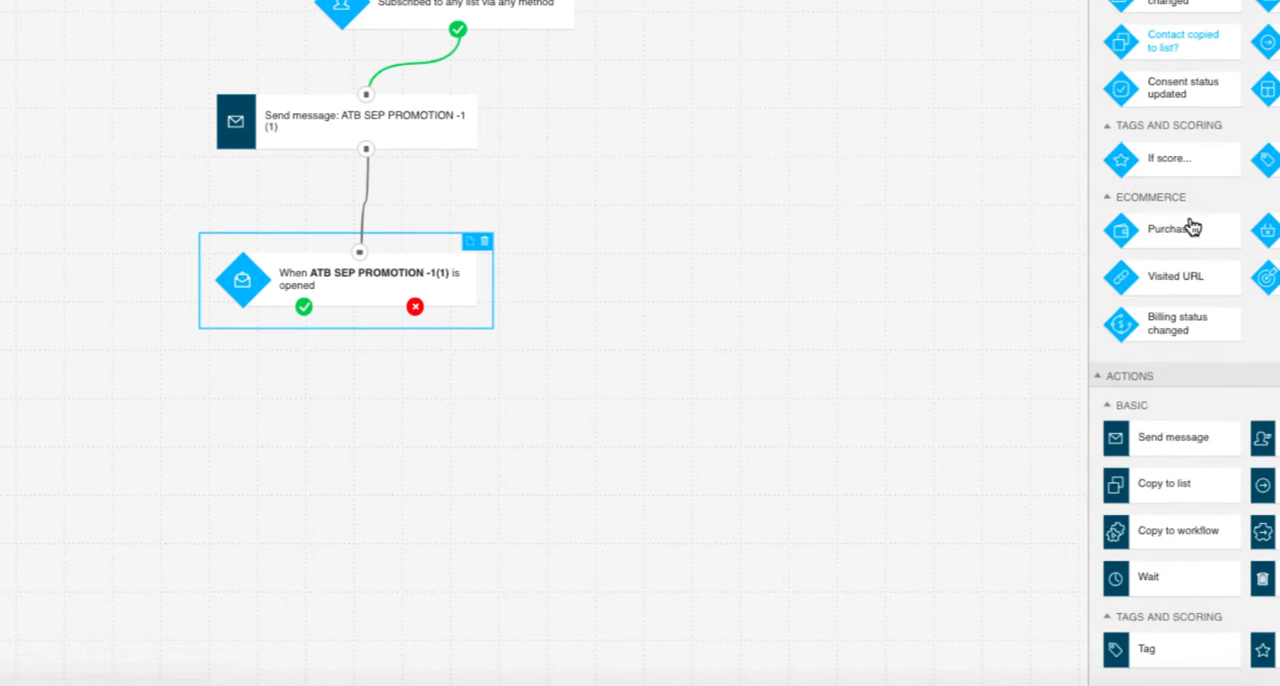 Subscribed to any list via any method
Send message: ATB SEP PROMOTION -1
(1)
When ATB SEP PROMOTION -1(1) is
opened
changed
Contact copied
to list?
Consent status
updated
TAGS AND SCORING
If score...
ECOMMERCE
Visited URL
Billing status
changed
ACTIONS
BASIC
Send message
Copy to list
Copy to workflow
Wait
TAGS AND SCORING
Tag